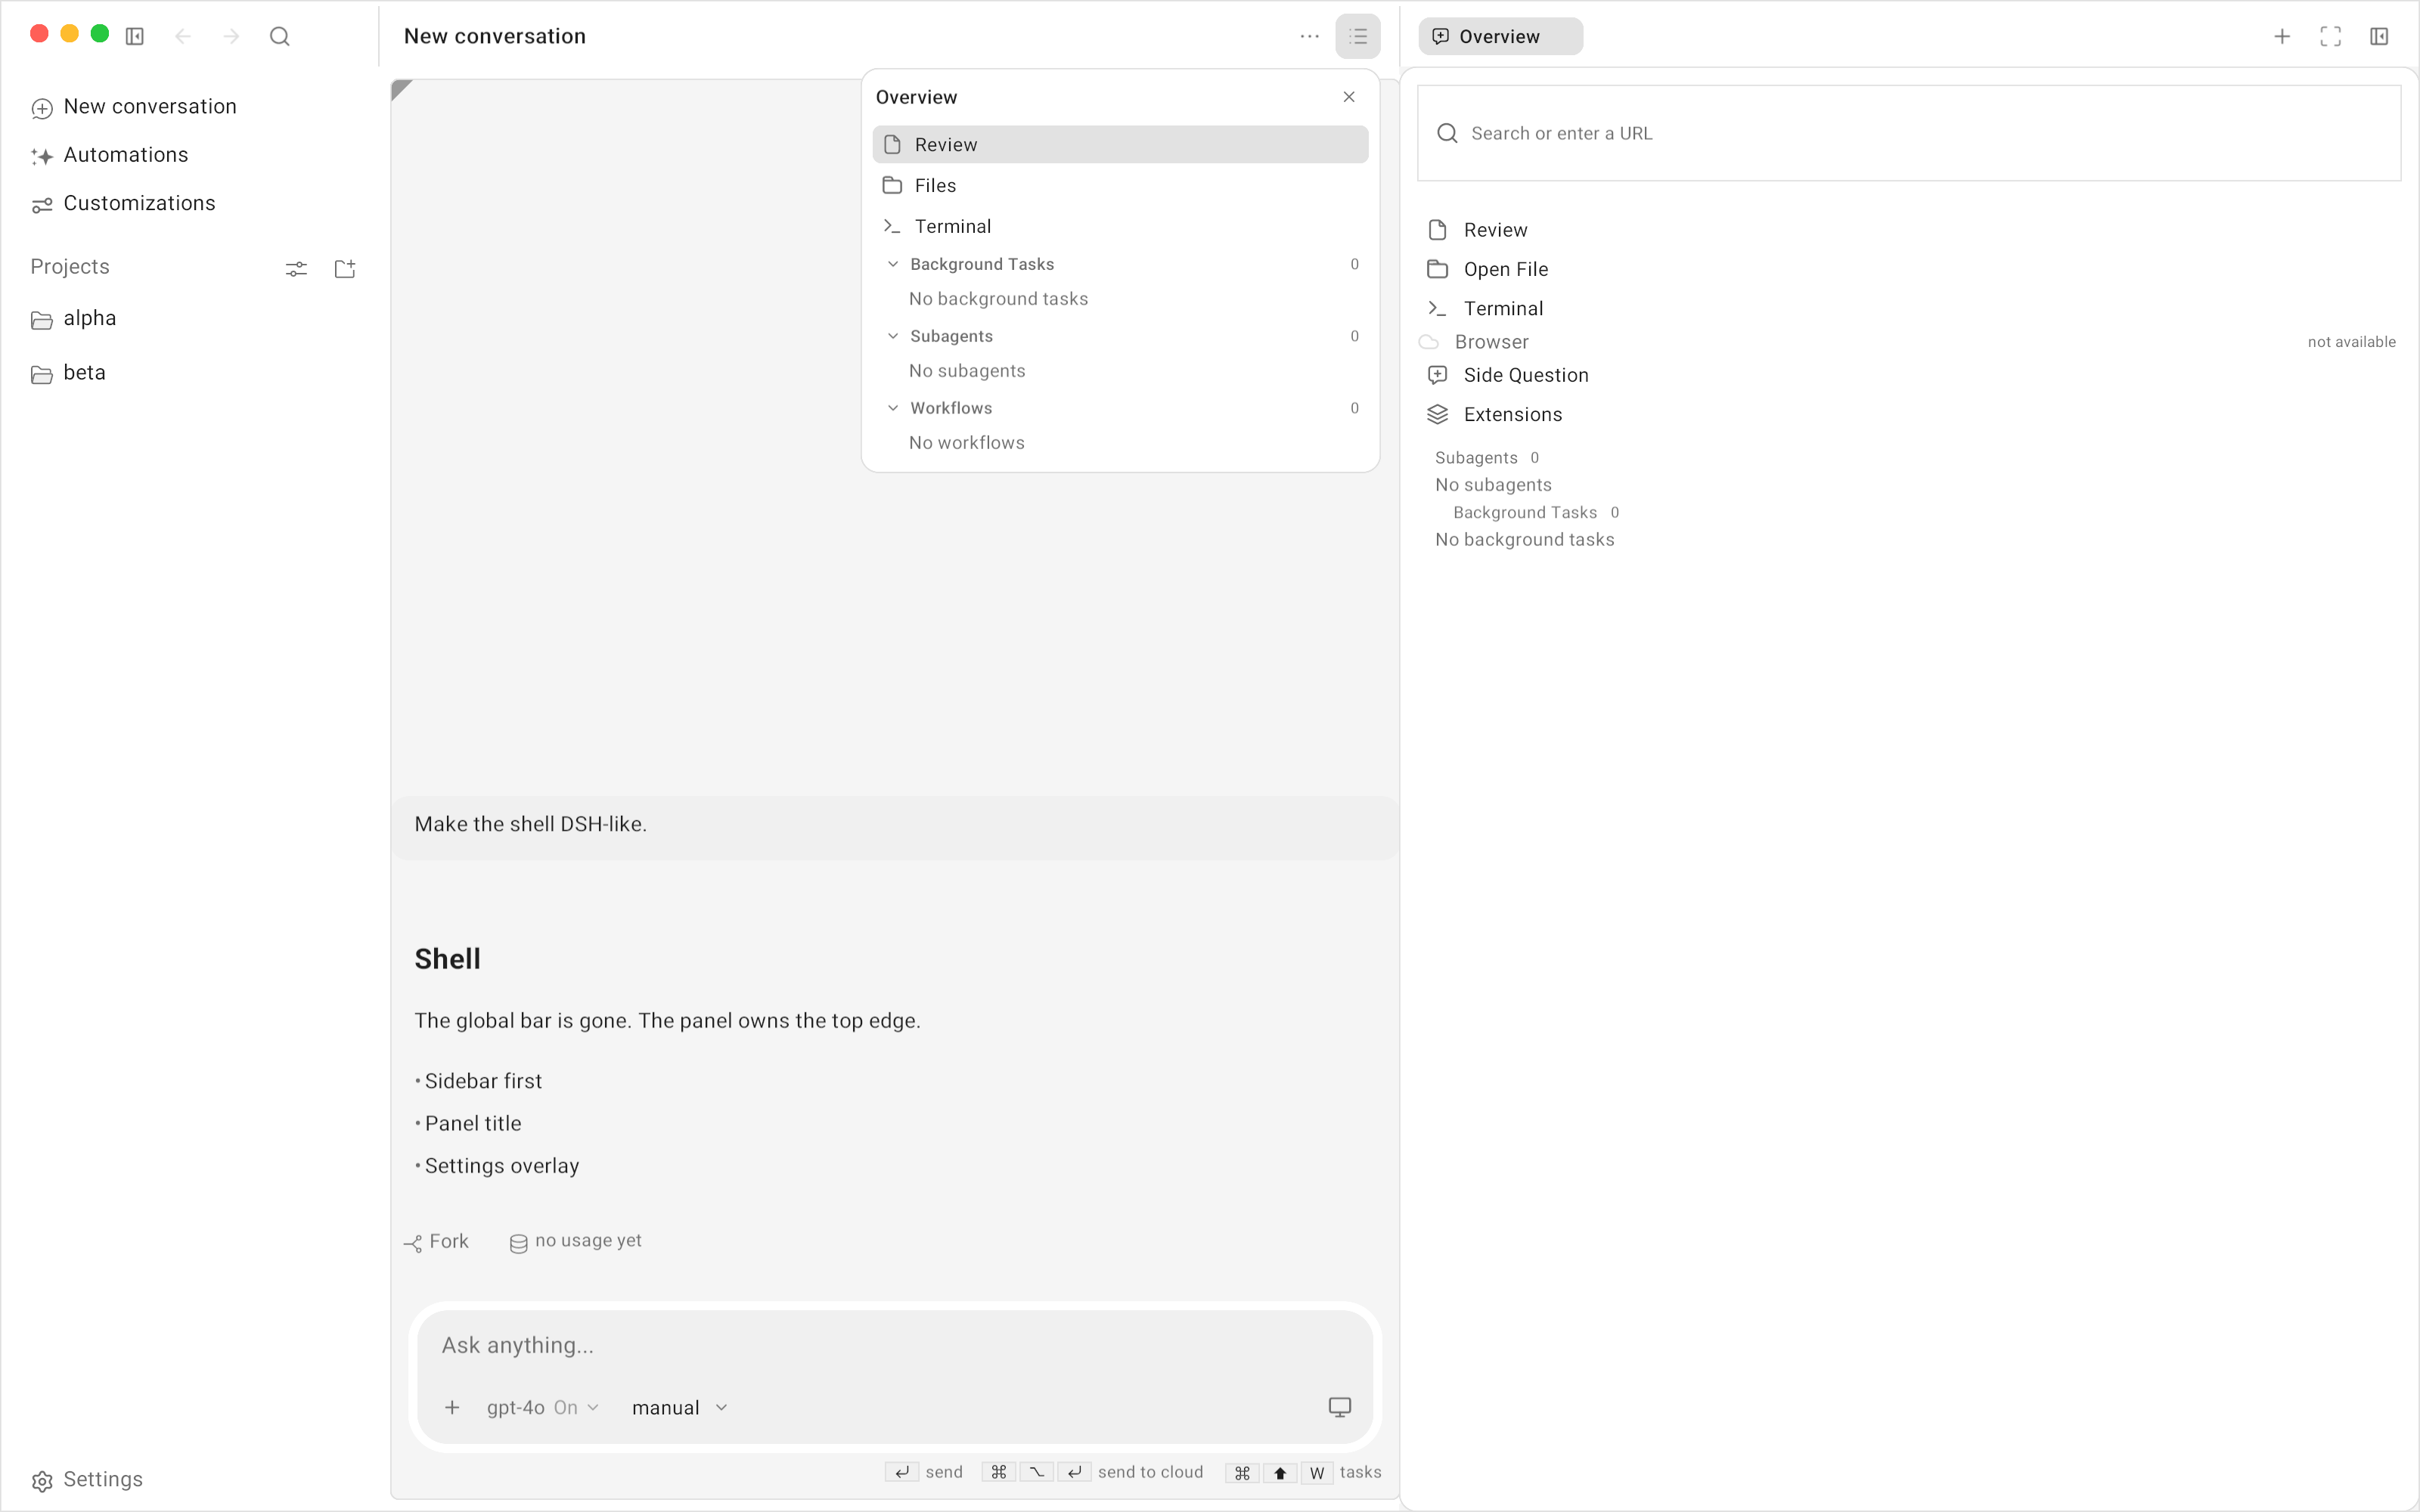 New conversation
Automations
Customizations
Projects
alpha
beta
Settings
New conversation
Overview
Review
Files
Terminal
Background Tasks 0
No background tasks
Subagents 0
No subagents
Workflows 0
No workflows
Make the shell DSH-like.
Shell
The global bar is gone. The panel owns the top edge.
• Sidebar first
• Panel title
• Settings overlay
Fork no usage yet
Ask anything...
gpt-4o On manual
send ⌘ ⌥ send to cloud ⌘ W tasks
Overview
Search or enter a URL
Review
Open File
Terminal
Browser not available
Side Question
Extensions
Subagents 0
No subagents
Background Tasks 0
No background tasks